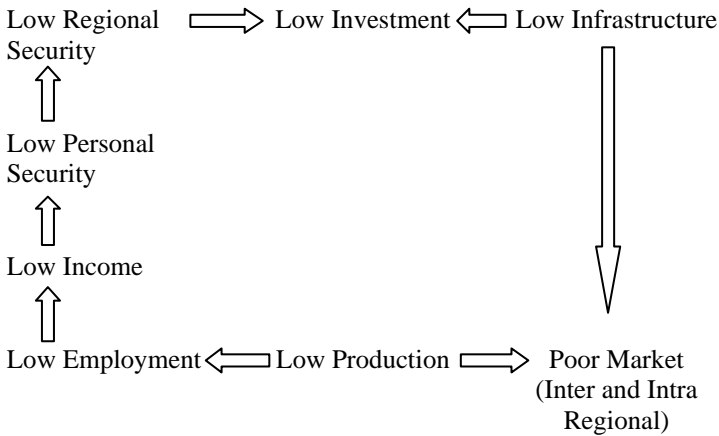 Low Regional
Security
Low Investment
Low Infrastructure
Low Personal
Security
Low Income
Low Employment
Low Production
Poor Market
(Inter and Intra
Regional)